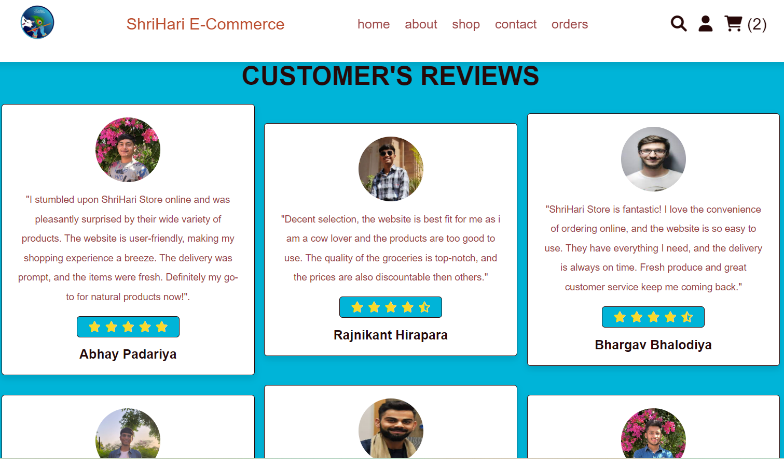 ShriHari E-Commerce
home about shop contact orders
(2)
CUSTOMER'S REVIEWS
"I stumbled upon ShriHari Store online and was
pleasantly surprised by their wide variety of
products. The website is user-friendly, making my
shopping experience a breeze. The delivery was
prompt, and the items were fresh. Definitely my go-
to for natural products now!".
Abhay Padariya
"Decent selection, the website is best fit for me as i
am a cow lover and the products are too good to
use. The quality of the groceries is top-notch, and
the prices are also discountable then others."
Rajnikant Hirapara
"ShriHari Store is fantastic! I love the convenience
of ordering online, and the website is so easy to
use. They have everything I need, and the delivery
is always on time. Fresh produce and great
customer service keep me coming back."
Bhargav Bhalodiya